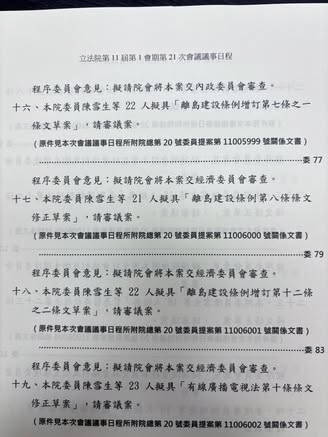 立法院第11屆第1會期第21次會議議事日程
程序委員會意見：擬請院會將本案交內政委員會審查。
十六、本院委員陳雪生等 22 人擬具「離島建設條例增訂第七條之一
條文草案」，請審議案。
（原件見本次會議議事日程所附院總第 20 號委員提案第 11005999 號關係文書）
委 77
程序委員會意見：擬請院會將本案交經濟委員會審查。
十七、本院委員陳雪生等 21 人擬具「離島建設條例第八條條文
修正草案」，請審議案。
（原件見本次會議議事日程所附院總第 20 號委員提案第 11006000 號關係文書）
委 79
程序委員會意見：擬請院會將本案交經濟委員會審查。
十八、本院委員陳雪生等 22 人擬具「離島建設條例增訂第十二條
之二條文草案」，請審議案。
（原件見本次會議議事日程所附院總第 20 號委員提案第 11006001 號關係文書）
委 83
程序委員會意見：擬請院會將本案交經濟委員會審查。
十九、本院委員陳雪生等 23 人擬具「有線廣播電視法第十條條文
修正草案」，請審議案。
（原件見本次會議議事日程所附院總第 20 號委員提案第 11006002 號關係文書）